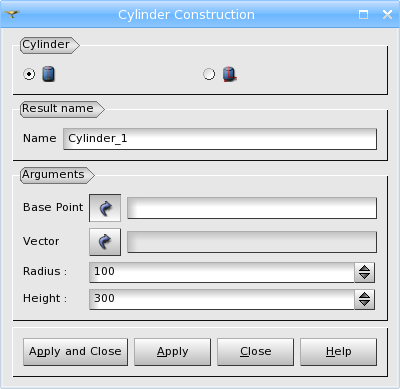 Cylinder Construction
Cylinder
Result name
Name Cylinder_1
Arguments
Base Point
Vector
Radius : 100
Height : 300
Apply and Close Apply Close Help